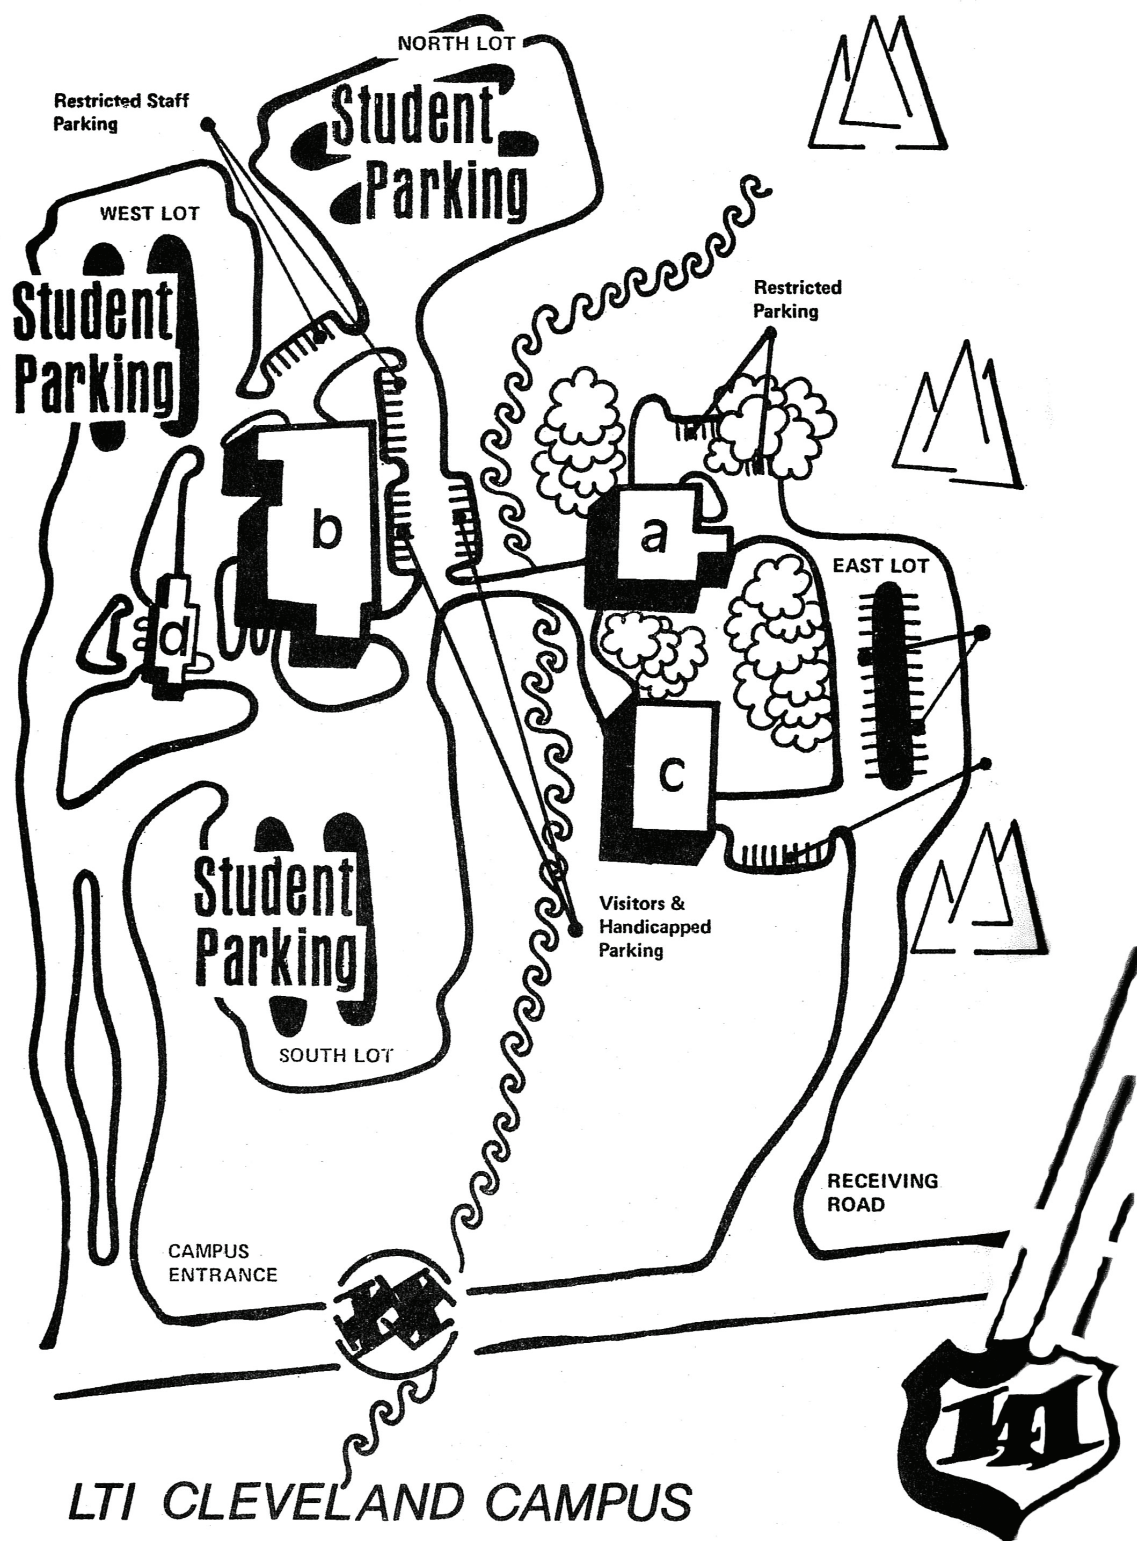 NORTH LOT
Student
Parking
Restricted Staff
Parking
WEST LOT
Student
Parking
Restricted
Parking
b
a
EAST LOT
d
c
Student
Parking
SOUTH LOT
Visitors &
Handicapped
Parking
RECEIVING
ROAD
CAMPUS
ENTRANCE
LTI
LTI CLEVELAND CAMPUS